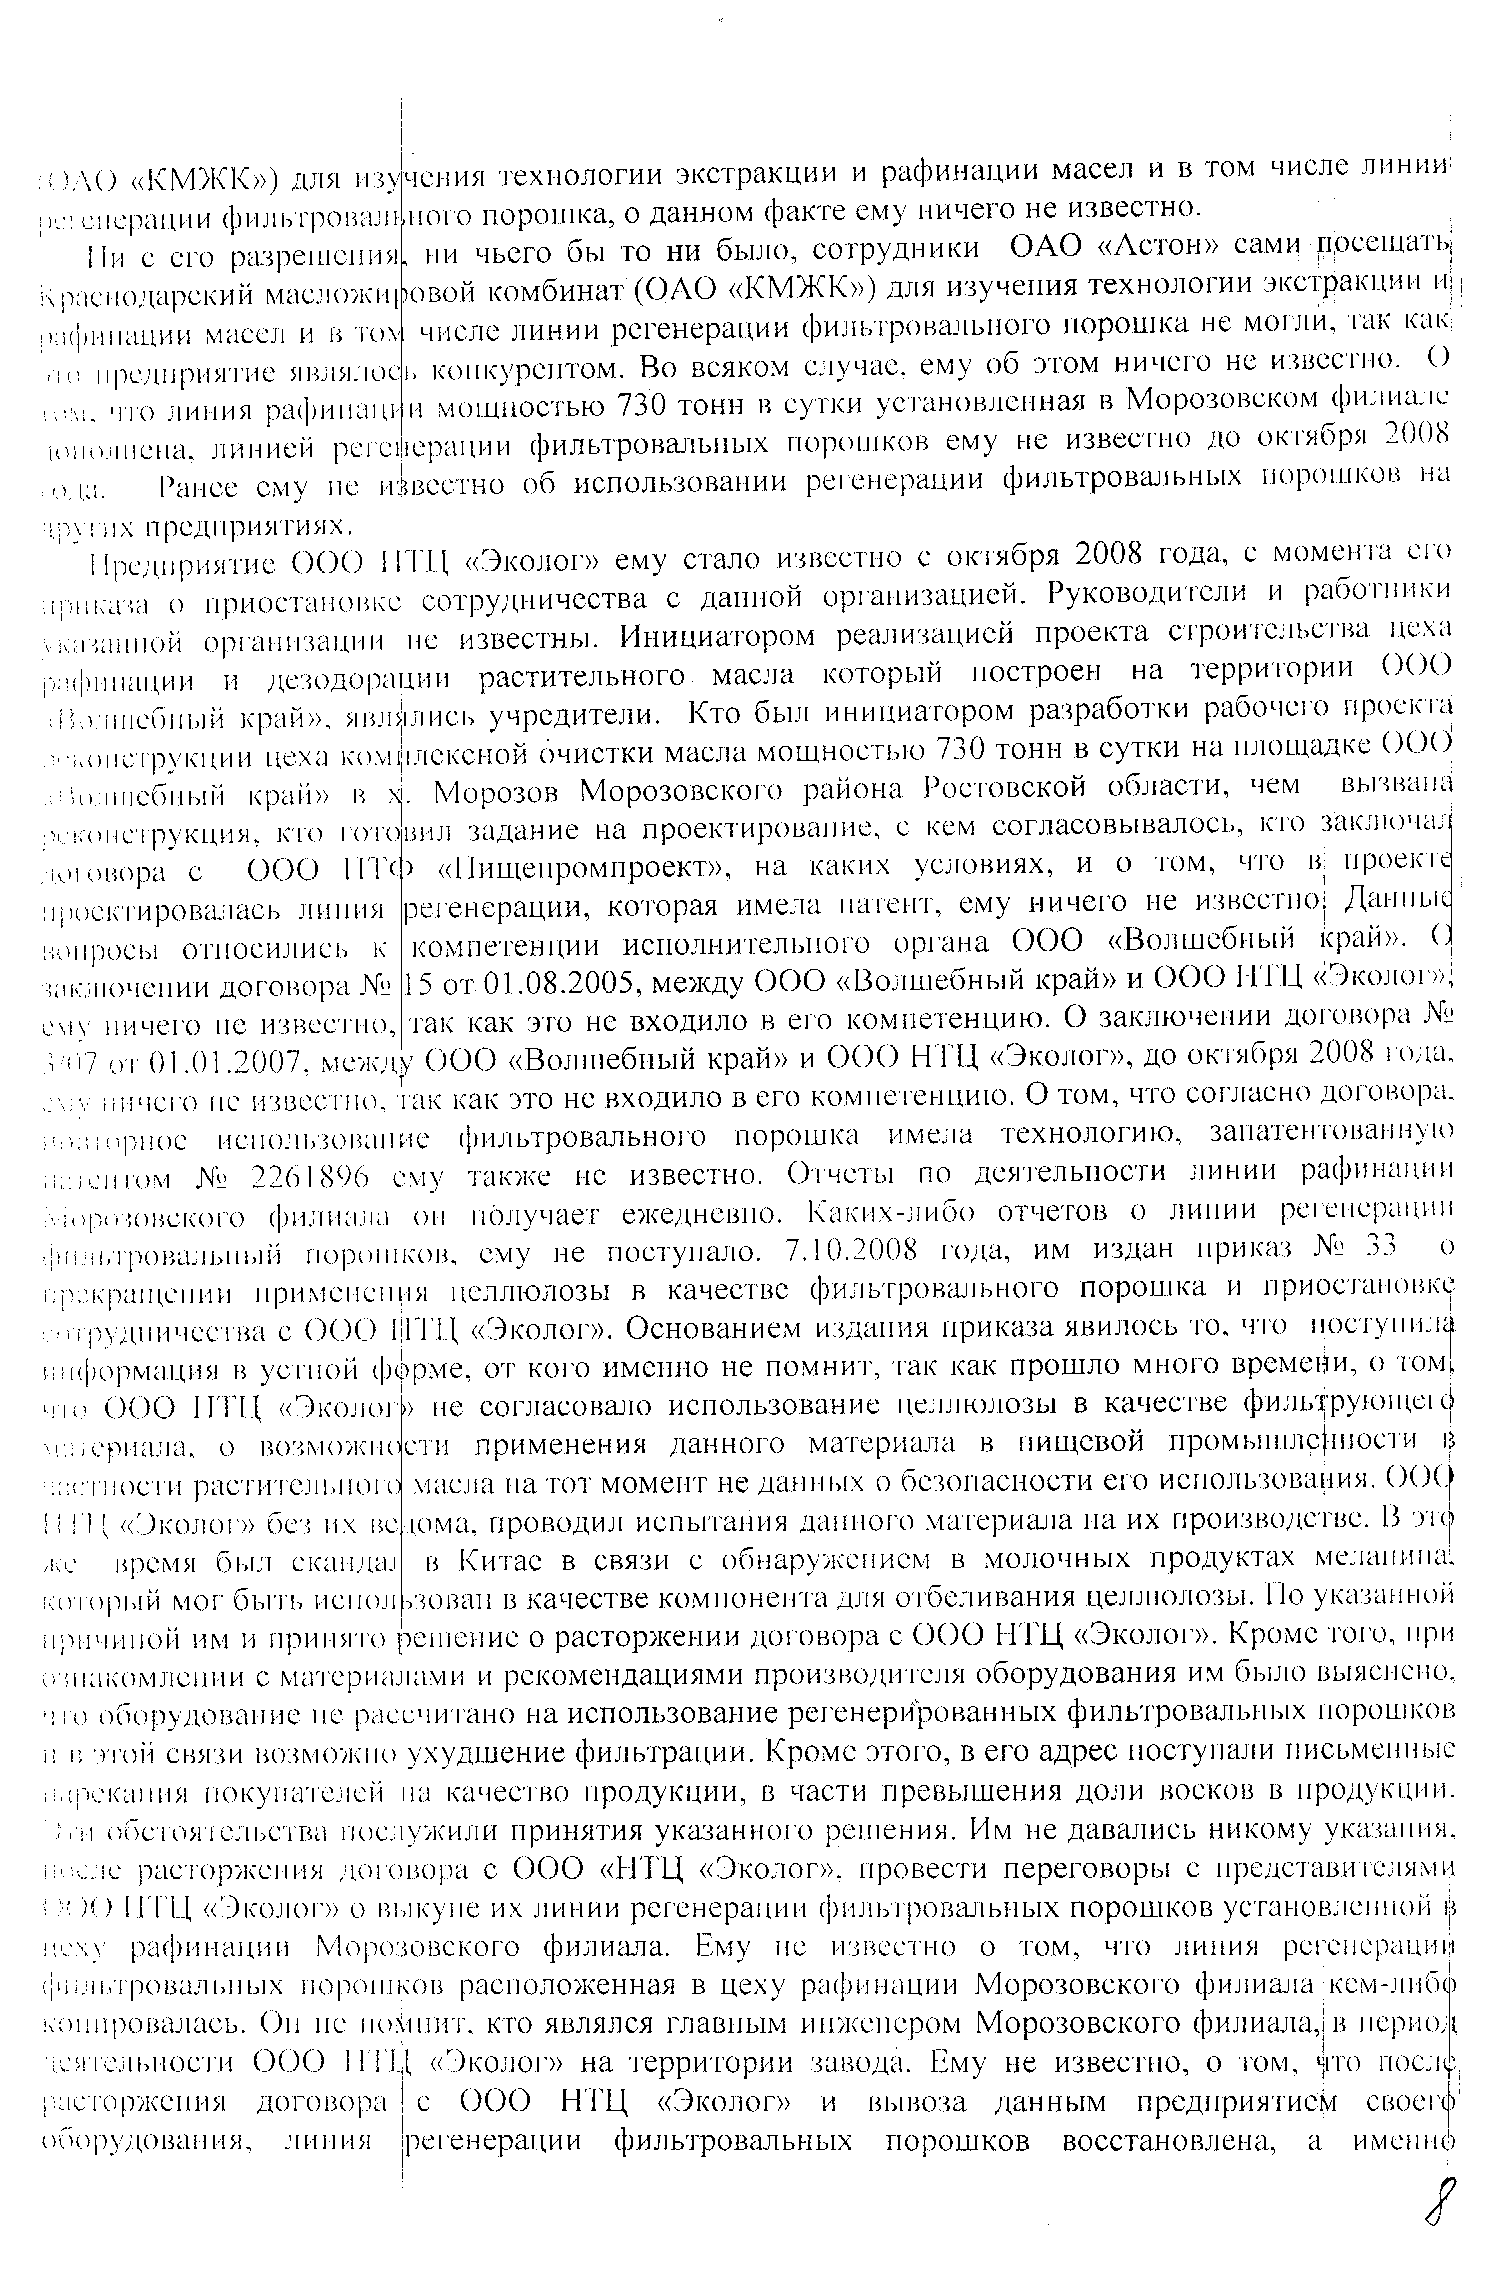 (ОАО «КМЖК») для изучения технологии экстракции и рафинации масел и в том числе линии
регенерации фильтровального порошка, о данном факте ему ничего не известно.
Ни с его разрешения, ни чьего бы то ни было, сотрудники ОАО «Астон» сами посещать
Краснодарский масложировой комбинат (ОАО «КМЖК») для изучения технологии экстракции и
рафинации масел и в том числе линии регенерации фильтровального порошка не могли, так как
это предприятие являлось конкурентом. Во всяком случае, ему об этом ничего не известно. О
том, что линия рафинации мощностью 730 тонн в сутки установленная в Морозовском филиале
дополнена, линией регенерации фильтровальных порошков ему не известно до октября 2008
года. Ранее ему не известно об использовании регенерации фильтровальных порошков на
других предприятиях.
Предприятие ООО НТЦ «Эколог» ему стало известно с октября 2008 года, с момента его
приказа о приостановке сотрудничества с данной организацией. Руководители и работники
указанной организации не известны. Инициатором реализацией проекта строительства цеха
рафинации и дезодорации растительного масла который построен на территории ООО
«Волшебный край», являлись учредители. Кто был инициатором разработки рабочего проекта
реконструкции цеха комплексной очистки масла мощностью 730 тонн в сутки на площадке ООО
«Волшебный край» в х. Морозов Морозовского района Ростовской области, чем вызвана
реконструкция, кто готовил задание на проектирование, с кем согласовывалось, кто заключал
договора с ООО ПТФ «Пищепромпроект», на каких условиях, и о том, что в проекте
проектировалась линия регенерации, которая имела патент, ему ничего не известно. Данные
вопросы относились к компетенции исполнительного органа ООО «Волшебный край». О
заключении договора № 15 от 01.08.2005, между ООО «Волшебный край» и ООО НТЦ «Эколог»,
ему ничего не известно, так как это не входило в его компетенцию. О заключении договора №
3/07 от 01.01.2007, между ООО «Волшебный край» и ООО НТЦ «Эколог», до октября 2008 года,
ему ничего не известно, так как это не входило в его компетенцию. О том, что согласно договора,
повторное использование фильтровального порошка имела технологию, запатентованную
патентом № 2261896 ему также не известно. Отчеты по деятельности линии рафинации
Морозовского филиала он получает ежедневно. Каких-либо отчетов о линии регенерации
фильтровальный порошков, ему не поступало. 7.10.2008 года, им издан приказ № 33 о
прекращении применения целлюлозы в качестве фильтровального порошка и приостановке
сотрудничества с ООО НТЦ «Эколог». Основанием издания приказа явилось то, что поступила
информация в устной форме, от кого именно не помнит, так как прошло много времени, о том,
что ООО НТЦ «Эколог» не согласовало использование целлюлозы в качестве фильтрующего
материала, о возможности применения данного материала в пищевой промышленности в
частности растительного масла на тот момент не данных о безопасности его использования. ООО
НТЦ «Эколог» без их ведома, проводил испытания данного материала на их производстве. В это
же время был скандал в Китае в связи с обнаружением в молочных продуктах меланина,
который мог быть использован в качестве компонента для отбеливания целлюлозы. По указанной
причиной им и принято решение о расторжении договора с ООО НТЦ «Эколог». Кроме того, при
ознакомлении с материалами и рекомендациями производителя оборудования им было выяснено,
что оборудование не рассчитано на использование регенерированных фильтровальных порошков
и в этой связи возможно ухудшение фильтрации. Кроме этого, в его адрес поступали письменные
нарекания покупателей на качество продукции, в части превышения доли восков в продукции.
Эти обстоятельства послужили принятия указанного решения. Им не давались никому указания,
после расторжения договора с ООО «НТЦ «Эколог», провести переговоры с представителями
ООО НТЦ «Эколог» о выкупе их линии регенерации фильтровальных порошков установленной в
цеху рафинации Морозовского филиала. Ему не известно о том, что линия регенерации
фильтровальных порошков расположенная в цеху рафинации Морозовского филиала кем-либо
копировалась. Он не помнит, кто являлся главным инженером Морозовского филиала, в период
деятельности ООО НТЦ «Эколог» на территории завода. Ему не известно, о том, что после
расторжения договора с ООО НТЦ «Эколог» и вывоза данным предприятием своего
оборудования, линия регенерации фильтровальных порошков восстановлена, а именно
8